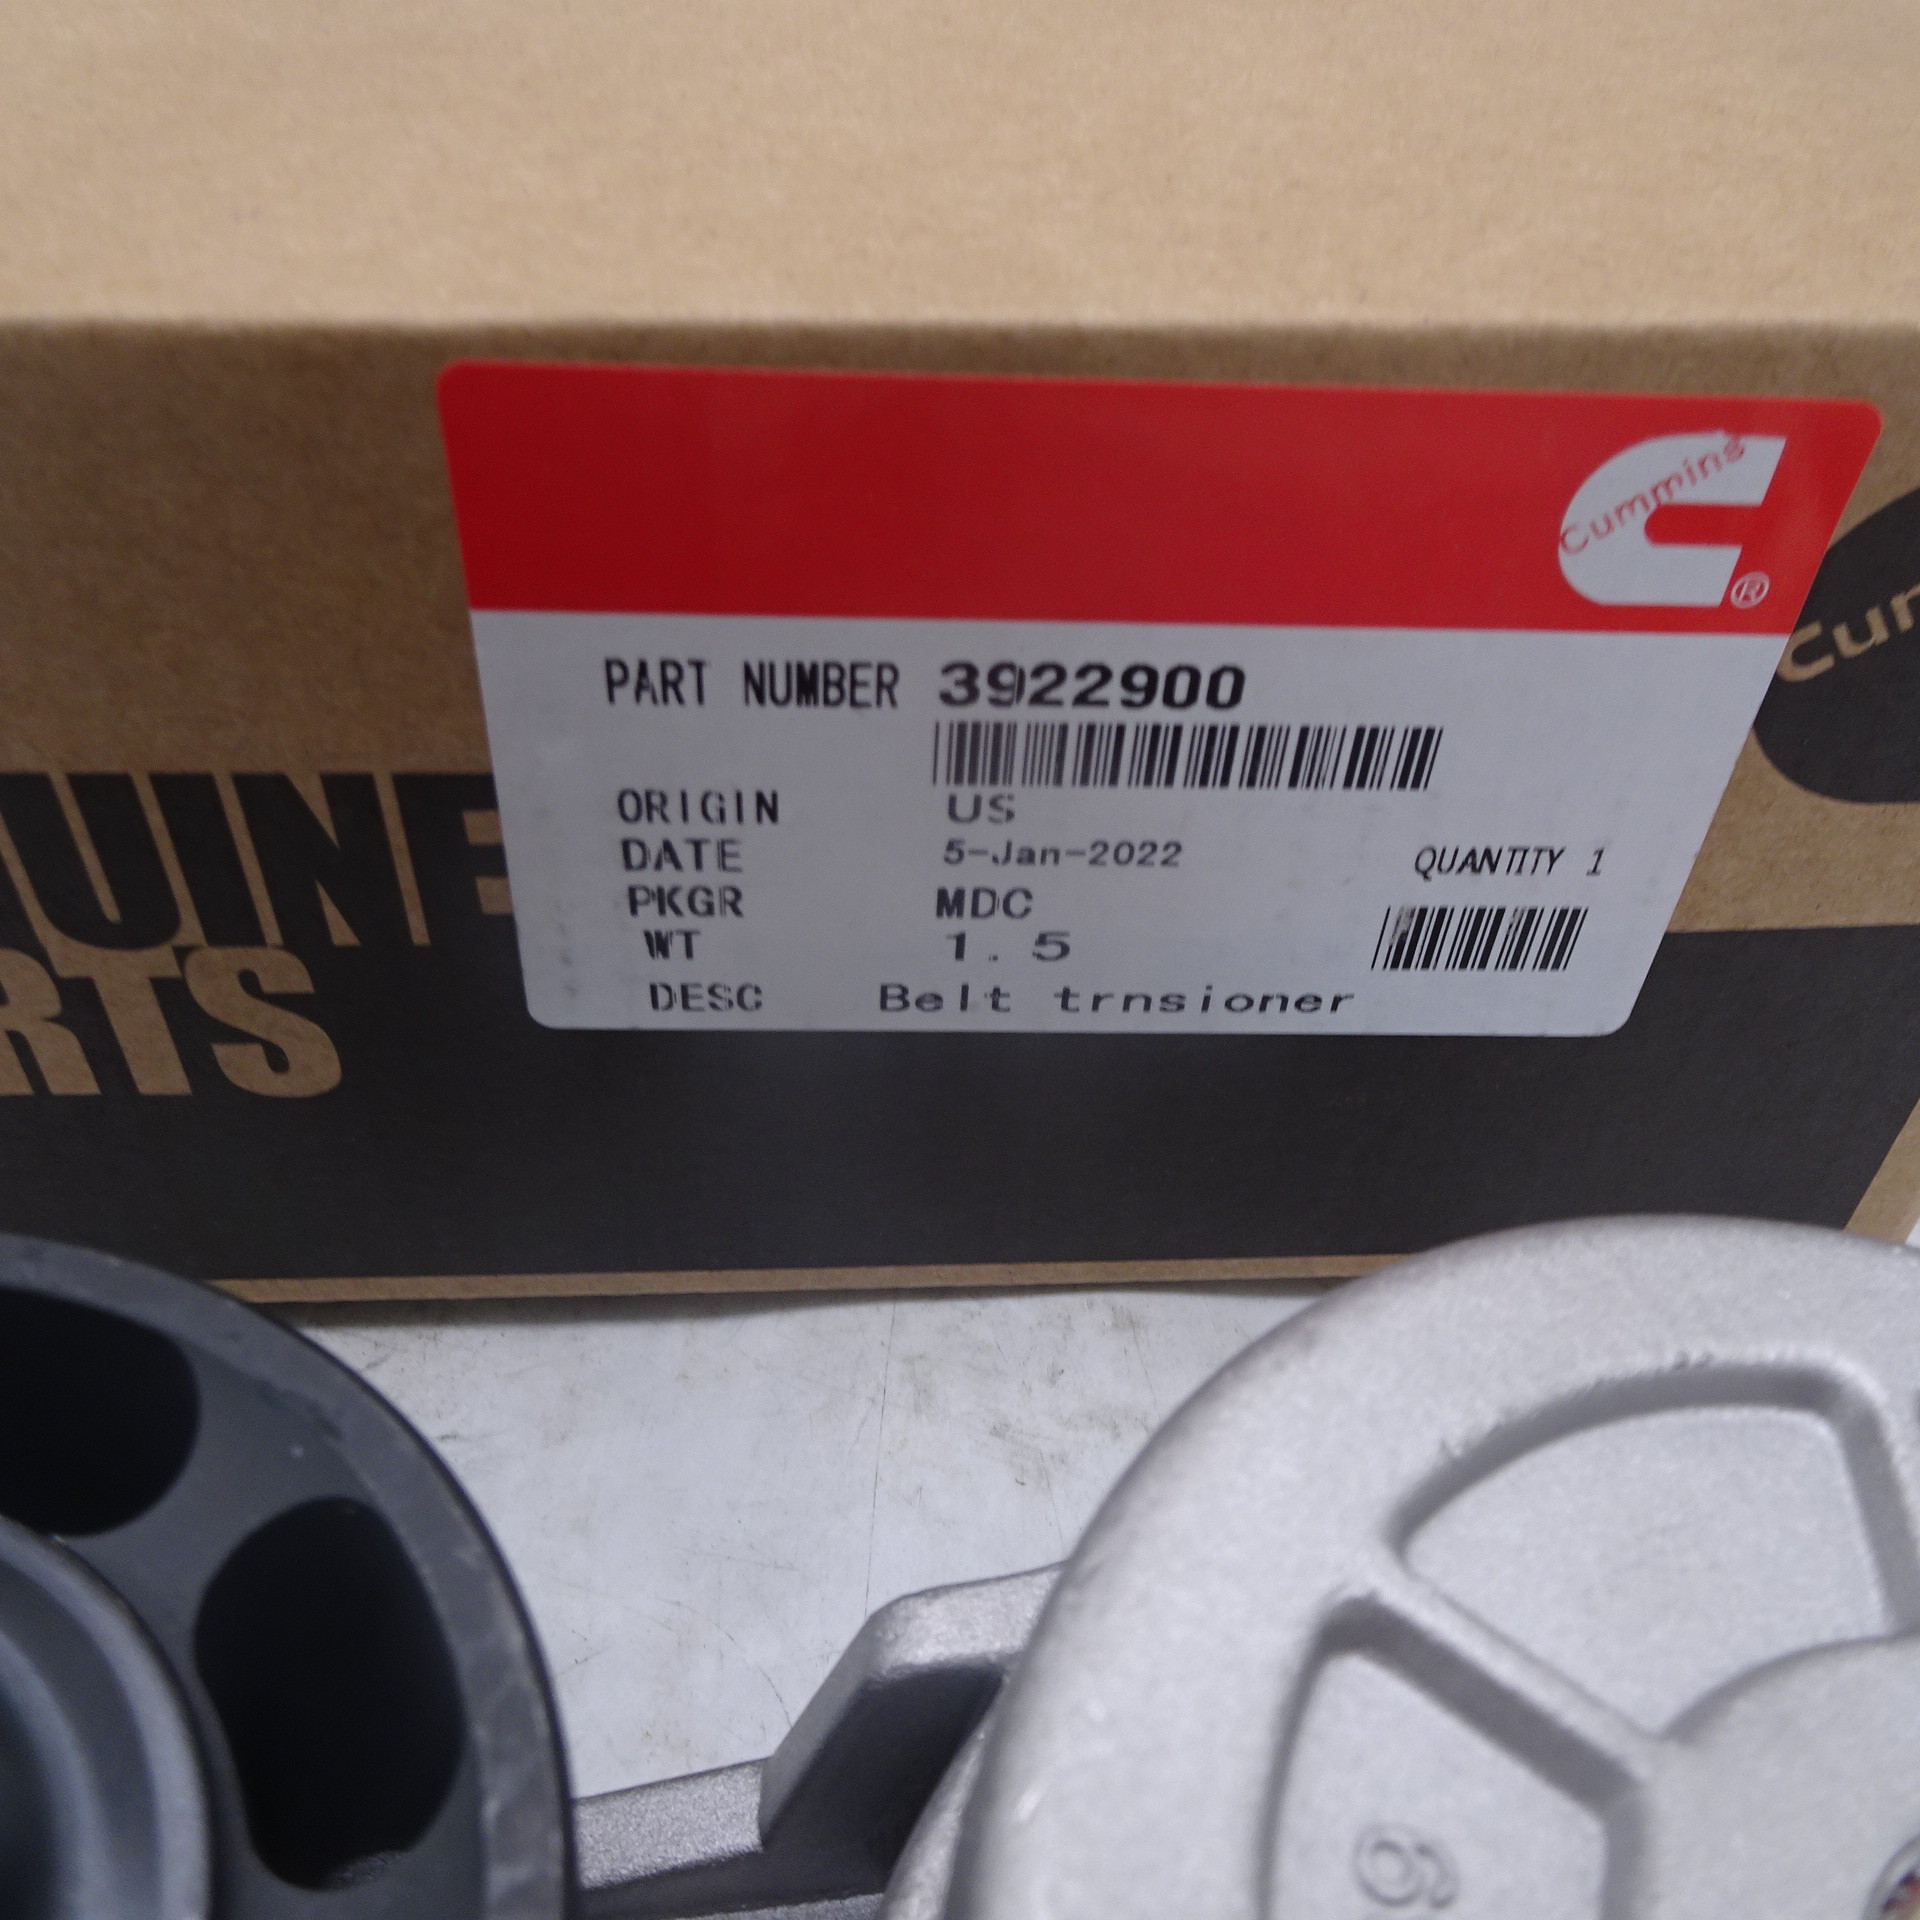 Cummins
®
PART NUMBER 3922900
ORIGIN US
DATE 5-Jan-2022 QUANTITY 1
PKGR MDC
WT 1.5
DESC Belt trnsioner
Cum
UINE
RTS